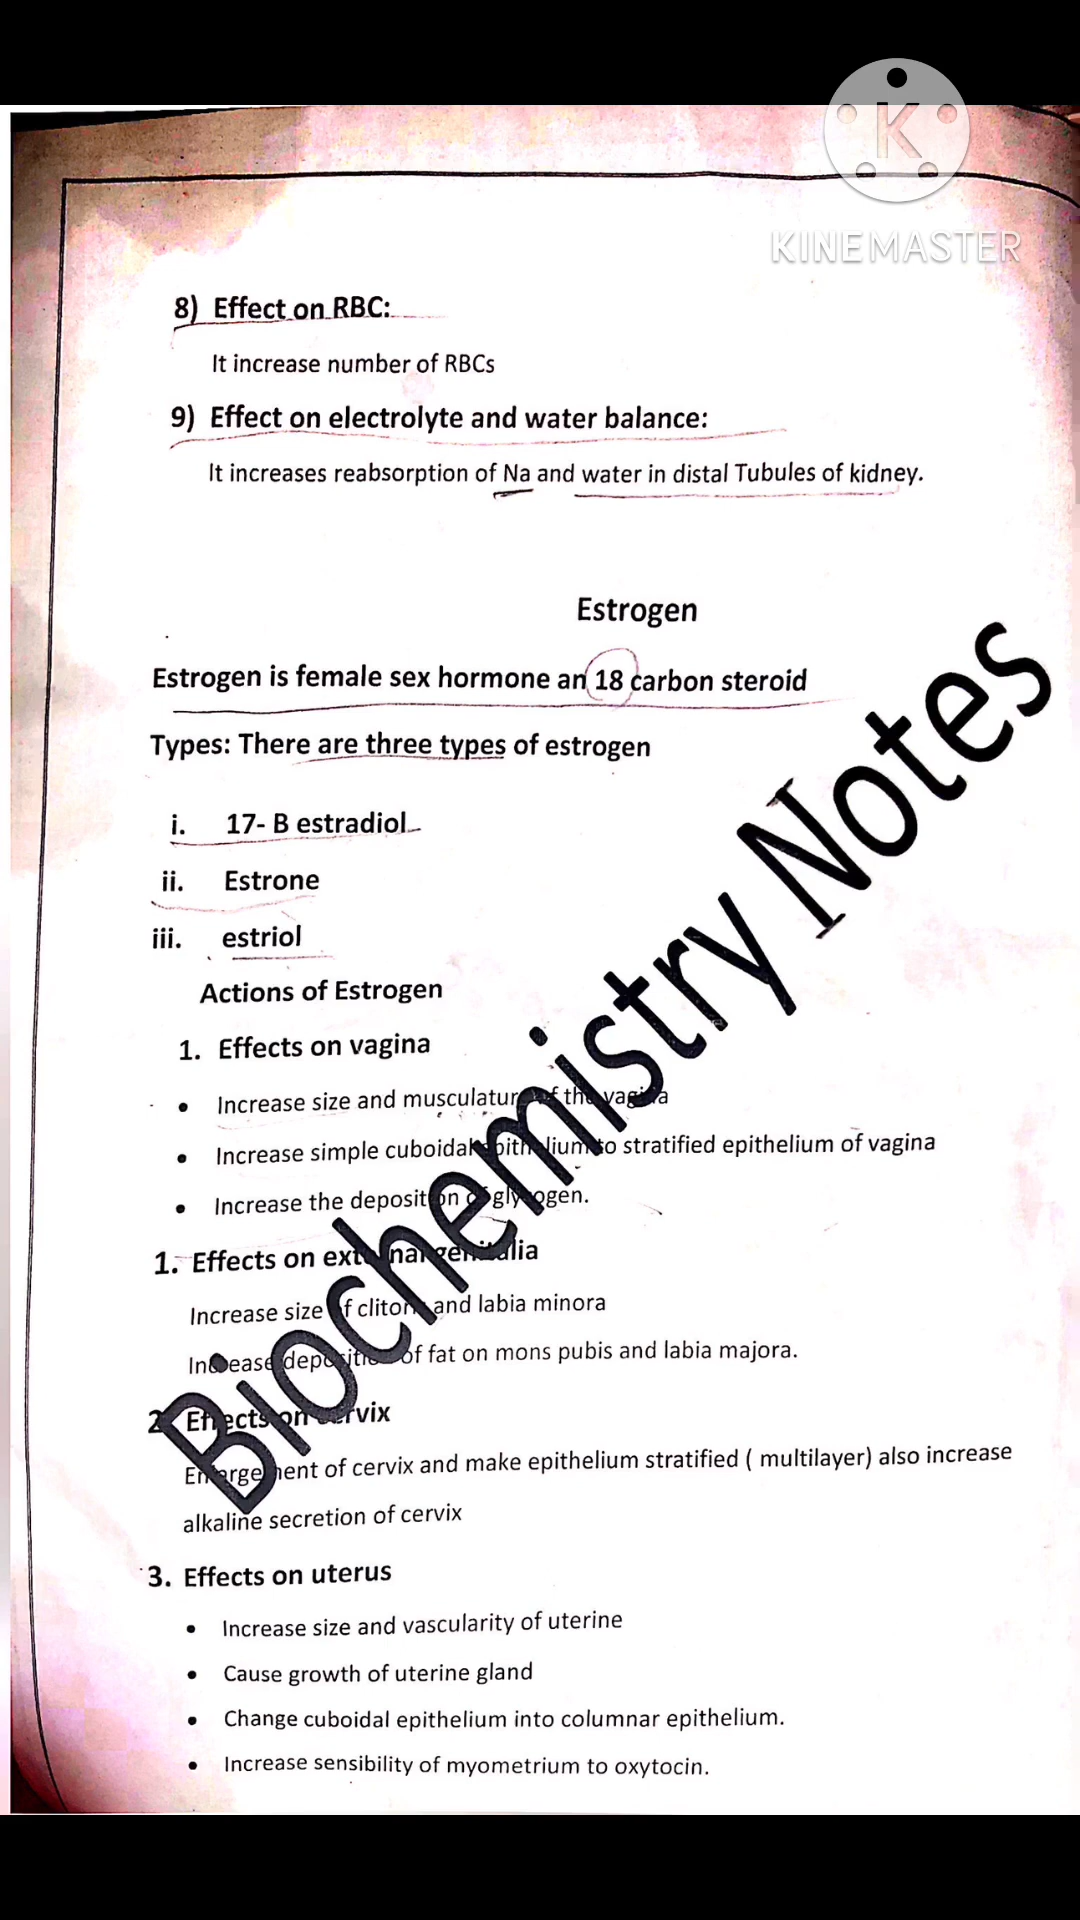 K
KINEMASTER
8) Effect on RBC:
It increase number of RBCs
9) Effect on electrolyte and water balance:
It increases reabsorption of Na and water in distal Tubules of kidney.
Estrogen
Estrogen is female sex hormone an 18 carbon steroid
Types: There are three types of estrogen
i. 17- B estradiol
ii. Estrone
iii. estriol
Actions of Estrogen
1. Effects on vagina
• Increase size and musculature of the vagina
• Increase simple cuboidal epithelium to stratified epithelium of vagina
• Increase the deposition of glycogen.
1. Effects on external genitalia
Increase size of clitoris and labia minora
Increase deposition of fat on mons pubis and labia majora.
2. Effects on cervix
Enlargement of cervix and make epithelium stratified ( multilayer) also increase
alkaline secretion of cervix
3. Effects on uterus
• Increase size and vascularity of uterine
• Cause growth of uterine gland
• Change cuboidal epithelium into columnar epithelium.
• Increase sensibility of myometrium to oxytocin.
Biochemistry Notes